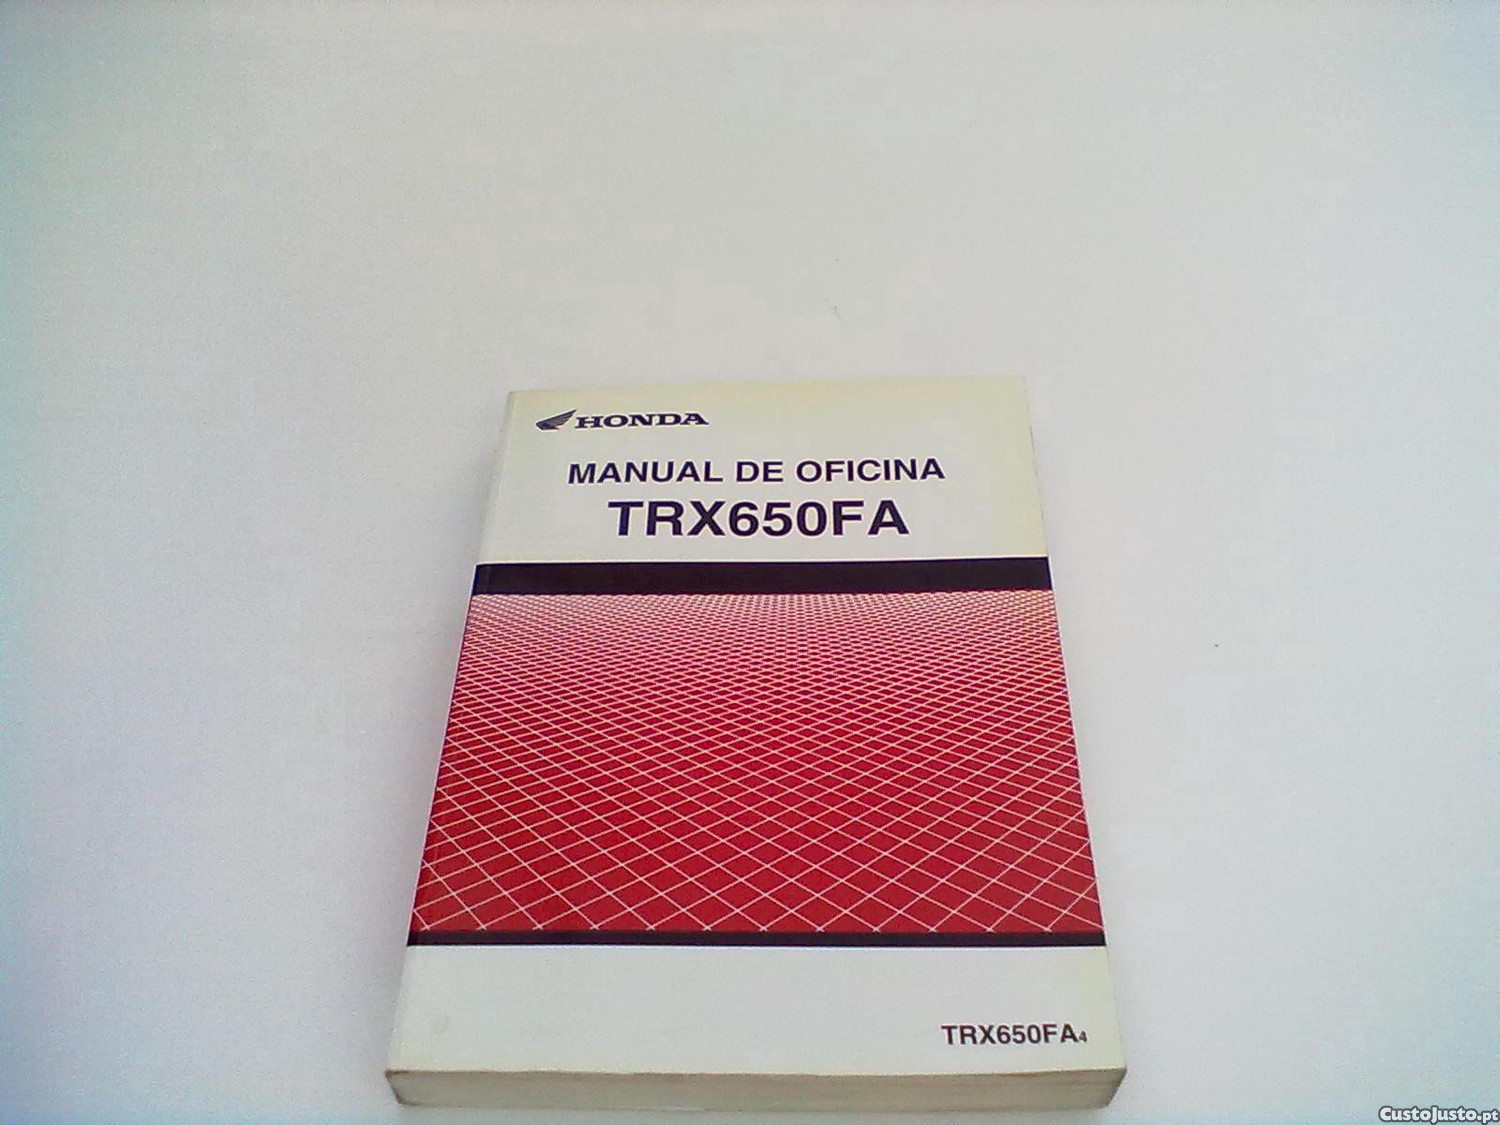 HONDA
MANUAL DE OFICINA
TRX650FA
TRX650FA4
CustoJusto.pt